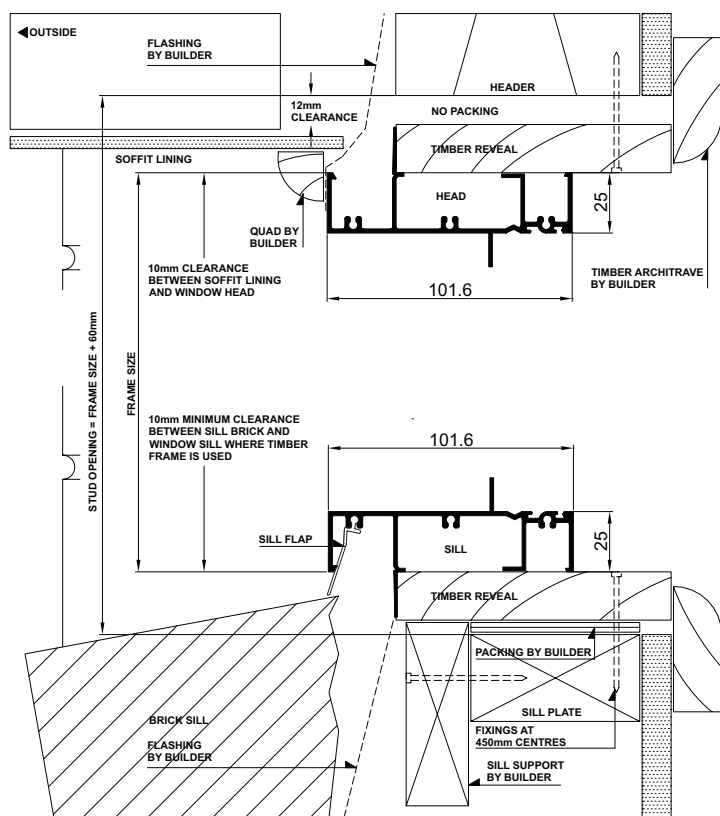 OUTSIDE
FLASHING
BY BUILDER
HEADER
12mm
CLEARANCE
NO PACKING
TIMBER REVEAL
SOFFIT LINING
HEAD
25
QUAD BY
BUILDER
10mm CLEARANCE
BETWEEN SOFFIT LINING
AND WINDOW HEAD
TIMBER ARCHITRAVE
BY BUILDER
101.6
STUD OPENING = FRAME SIZE + 60mm
FRAME SIZE
10mm MINIMUM CLEARANCE
BETWEEN SILL BRICK AND
WINDOW SILL WHERE TIMBER
FRAME IS USED
101.6
SILL FLAP
SILL
25
TIMBER REVEAL
PACKING BY BUILDER
SILL PLATE
BRICK SILL
FLASHING
BY BUILDER
FIXINGS AT
450mm CENTRES
SILL SUPPORT
BY BUILDER